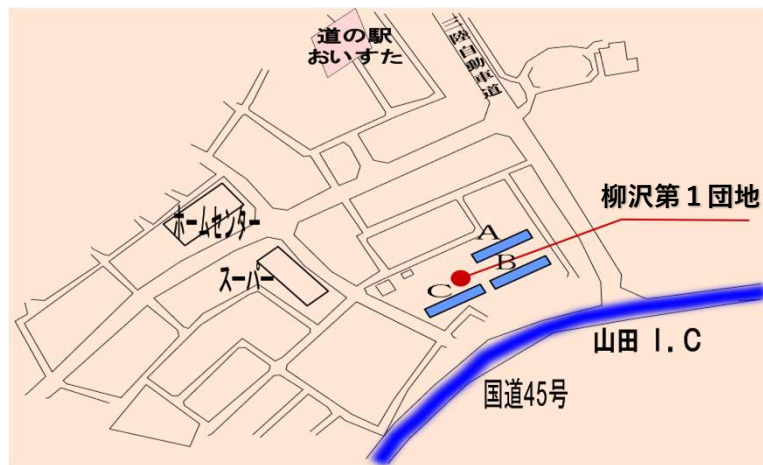 道の駅
おいすた
三陸自動車道
柳沢第１団地
ホームセンター
スーパー
A
B
C
山田 I.C
国道45号